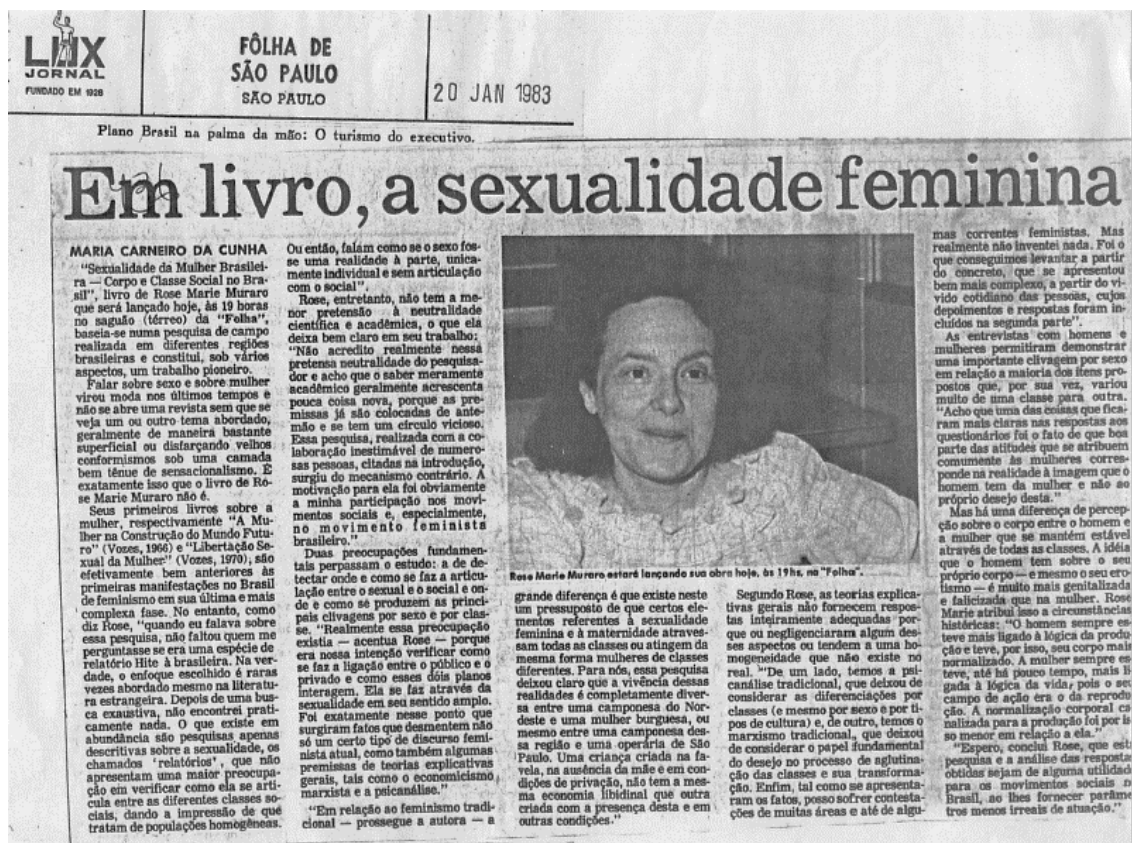 LUX
JORNAL
FUNDADO EM 1928
FÔLHA DE
SÃO PAULO
SÃO PAULO
20 JAN 1983
Plano Brasil na palma da mão: O turismo do executivo.
Em livro, a sexualidade feminina
MARIA CARNEIRO DA CUNHA
"Sexualidade da Mulher Brasilei-
ra — Corpo e Classe Social no Bra-
sil", livro de Rose Marie Muraro
que será lançado hoje, às 19 horas
no saguão (térreo) da "Folha",
baseia-se numa pesquisa de campo
realizada em diferentes regiões
brasileiras e constitui, sob vários
aspectos, um trabalho pioneiro.
Falar sobre sexo e sobre mulher
virou moda nos últimos tempos e
não se abre uma revista sem que se
veja um ou outro tema abordado,
geralmente de maneira bastante
superficial ou disfarçando velhos
conformismos sob uma camada
bem tênue de sensacionalismo. É
exatamente isso que o livro de Ro-
se Marie Muraro não é.
Seus primeiros livros sobre a
mulher, respectivamente "A Mu-
lher na Construção do Mundo Futu-
ro" (Vozes, 1966) e "Libertação Se-
xual da Mulher" (Vozes, 1970), são
efetivamente bem anteriores às
primeiras manifestações no Brasil
de feminismo em sua última e mais
complexa fase. No entanto, como
diz Rose, "quando eu falava sobre
essa pesquisa, não faltou quem me
perguntasse se era uma espécie de
relatório Hite à brasileira. Na ver-
dade, o enfoque escolhido é raras
vezes abordado mesmo na literatu-
ra estrangeira. Depois de uma bus-
ca exaustiva, não encontrei prati-
camente nada. O que existe em
abundância são pesquisas apenas
descritivas sobre a sexualidade, os
chamados 'relatórios', que não
apresentam uma maior preocupa-
ção em verificar como ela se arti-
cula entre as diferentes classes so-
ciais, dando a impressão de que
tratam de populações homogêneas.
Ou então, falam como se o sexo fos-
se uma realidade à parte, unica-
mente individual e sem articulação
com o social".
Rose, entretanto, não tem a me-
nor pretensão à neutralidade
científica e acadêmica, o que ela
deixa bem claro em seu trabalho:
"Não acredito realmente nessa
pretensa neutralidade do pesquisa-
dor e acho que o saber meramente
acadêmico geralmente acrescenta
pouca coisa nova, porque as pre-
missas já são colocadas de ante-
mão e se tem um círculo vicioso.
Essa pesquisa, realizada com a co-
laboração inestimável de numero-
sas pessoas, citadas na introdução,
surgiu do mecanismo contrário. A
motivação para ela foi obviamente
a minha participação nos movi-
mentos sociais e, especialmente,
no movimento feminista
brasileiro."
Duas preocupações fundamen-
tais perpassam o estudo: a de de-
tectar onde e como se faz a articu-
lação entre o sexual e o social e on-
de e como se produzem as princi-
pais clivagens por sexo e por clas-
se. "Realmente essa preocupação
existia — acentua Rose — porque
era nossa intenção verificar como
se faz a ligação entre o público e o
privado e como esses dois planos
interagem. Ela se faz através da
sexualidade em seu sentido amplo.
Foi exatamente nesse ponto que
surgiram fatos que desmentem não
só um certo tipo de discurso femi-
nista atual, como também algumas
premissas de teorias explicativas
gerais, tais como o economicismo
marxista e a psicanálise."
"Em relação ao feminismo tradi-
cional — prossegue a autora — a
Rose Marie Muraro estará lançando sua obra hoje, às 19hs, na "Folha".
grande diferença é que existe neste
um pressuposto de que certos ele-
mentos referentes à sexualidade
feminina e à maternidade atraves-
sam todas as classes ou atingem da
mesma forma mulheres de classes
diferentes. Para nós, essa pesquisa
deixou claro que a vivência dessas
realidades é completamente diver-
sa entre uma camponesa do Nor-
deste e uma mulher burguesa, ou
mesmo entre uma camponesa des-
sa região e uma operária de São
Paulo. Uma criança criada na fa-
vela, na ausência da mãe e em con-
dições de privação, não tem a mes-
ma economia libidinal que outra
criada com a presença desta e em
outras condições."
Segundo Rose, as teorias explica-
tivas gerais não fornecem respos-
tas inteiramente adequadas por-
que ou negligenciaram algum des-
ses aspectos ou tendem a uma ho-
mogeneidade que não existe no
real. "De um lado, temos a psi-
canálise tradicional, que deixou de
considerar as diferenciações por
classes (e mesmo por sexo e por ti-
pos de cultura) e, de outro, temos o
marxismo tradicional, que deixou
de considerar o papel fundamental
do desejo no processo de aglutina-
ção das classes e sua transforma-
ção. Enfim, tal como se apresenta-
ram os fatos, posso sofrer contesta-
ções de muitas áreas e até de algu-
mas correntes feministas. Mas
realmente não inventei nada. Foi o
que conseguimos levantar a partir
do concreto, que se apresentou
bem mais complexo, a partir do vi-
vido cotidiano das pessoas, cujos
depoimentos e respostas foram in-
cluídos na segunda parte".
As entrevistas com homens e
mulheres permitiram demonstrar
uma importante clivagem por sexo
em relação a maioria dos itens pro-
postos que, por sua vez, variou
muito de uma classe para outra.
"Acho que uma das coisas que fica-
ram mais claras nas respostas aos
questionários foi o fato de que boa
parte das atitudes que se atribuem
comumente às mulheres corres-
ponde na realidade à imagem que o
homem tem da mulher e não ao
próprio desejo desta."
Mas há uma diferença de percep-
ção sobre o corpo entre o homem e
a mulher que se mantém estável
através de todas as classes. A idéia
que o homem tem sobre o seu
próprio corpo — e mesmo o seu ero-
tismo — é muito mais genitalizada
e falicizada que na mulher. Rose
Marie atribui isso a circunstâncias
históricas: "O homem sempre es-
teve mais ligado à lógica da produ-
ção e teve, por isso, seu corpo mais
normalizado. A mulher sempre es-
teve, até há pouco tempo, mais li-
gada à lógica da vida, pois o seu
campo de ação era o da reprodu-
ção. A normalização corporal ca-
nalizada para a produção foi por is-
so menor em relação a ela."
"Espero, conclui Rose, que est
pesquisa e a análise das resposta
obtidas sejam de alguma utilidad
para os movimentos sociais n
Brasil, ao lhes fornecer parâme
tros menos irreais de atuação."